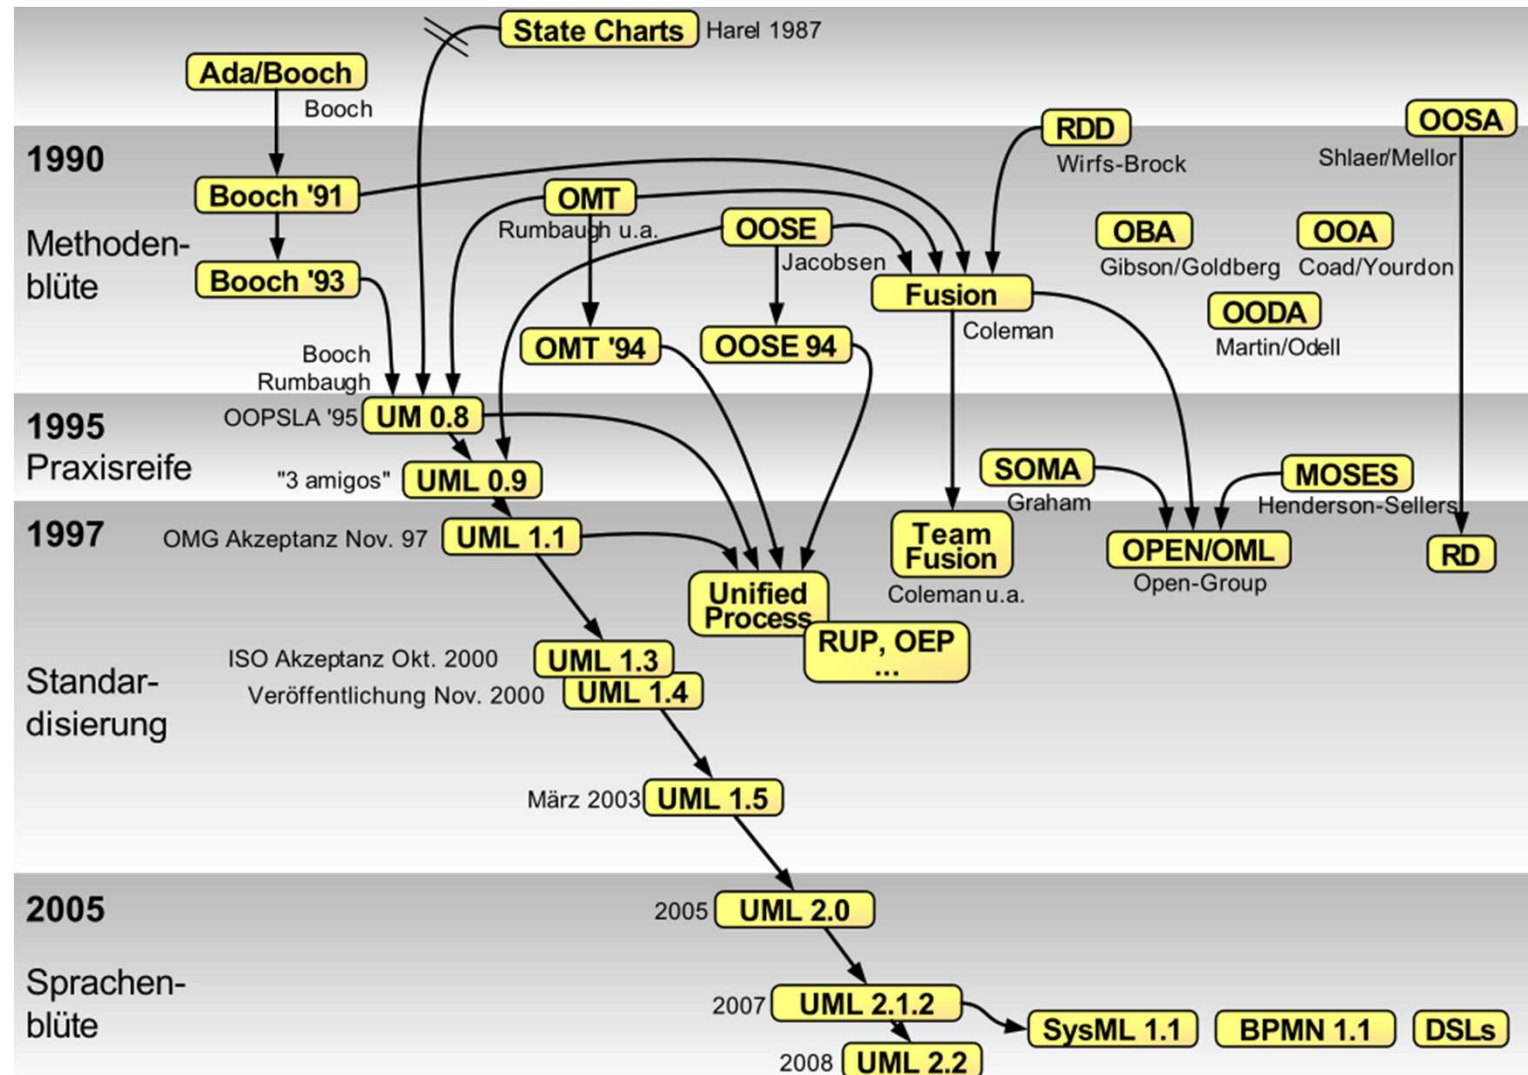 State Charts
Harel 1987
Ada/Booch
Booch
RDD
Wirfs-Brock
OOSA
Shlaer/Mellor
1990
Methoden-
blüte
Booch '91
OMT
Rumbaugh u.a.
OOSE
Jacobsen
OBA
Gibson/Goldberg
OOA
Coad/Yourdon
Booch '93
Fusion
Coleman
OODA
Martin/Odell
OMT '94
OOSE 94
Booch
Rumbaugh
1995
Praxisreife
OOPSLA '95
UM 0.8
"3 amigos"
UML 0.9
SOMA
Graham
MOSES
Henderson-Sellers
1997
OMG Akzeptanz Nov. 97
UML 1.1
Team
Fusion
Coleman u.a.
OPEN/OML
Open-Group
RD
Unified
Process
RUP, OEP
...
Standar-
disierung
ISO Akzeptanz Okt. 2000
UML 1.3
Veröffentlichung Nov. 2000
UML 1.4
März 2003
UML 1.5
2005
Sprachen-
blüte
2005
UML 2.0
2007
UML 2.1.2
SysML 1.1
BPMN 1.1
DSLs
2008
UML 2.2